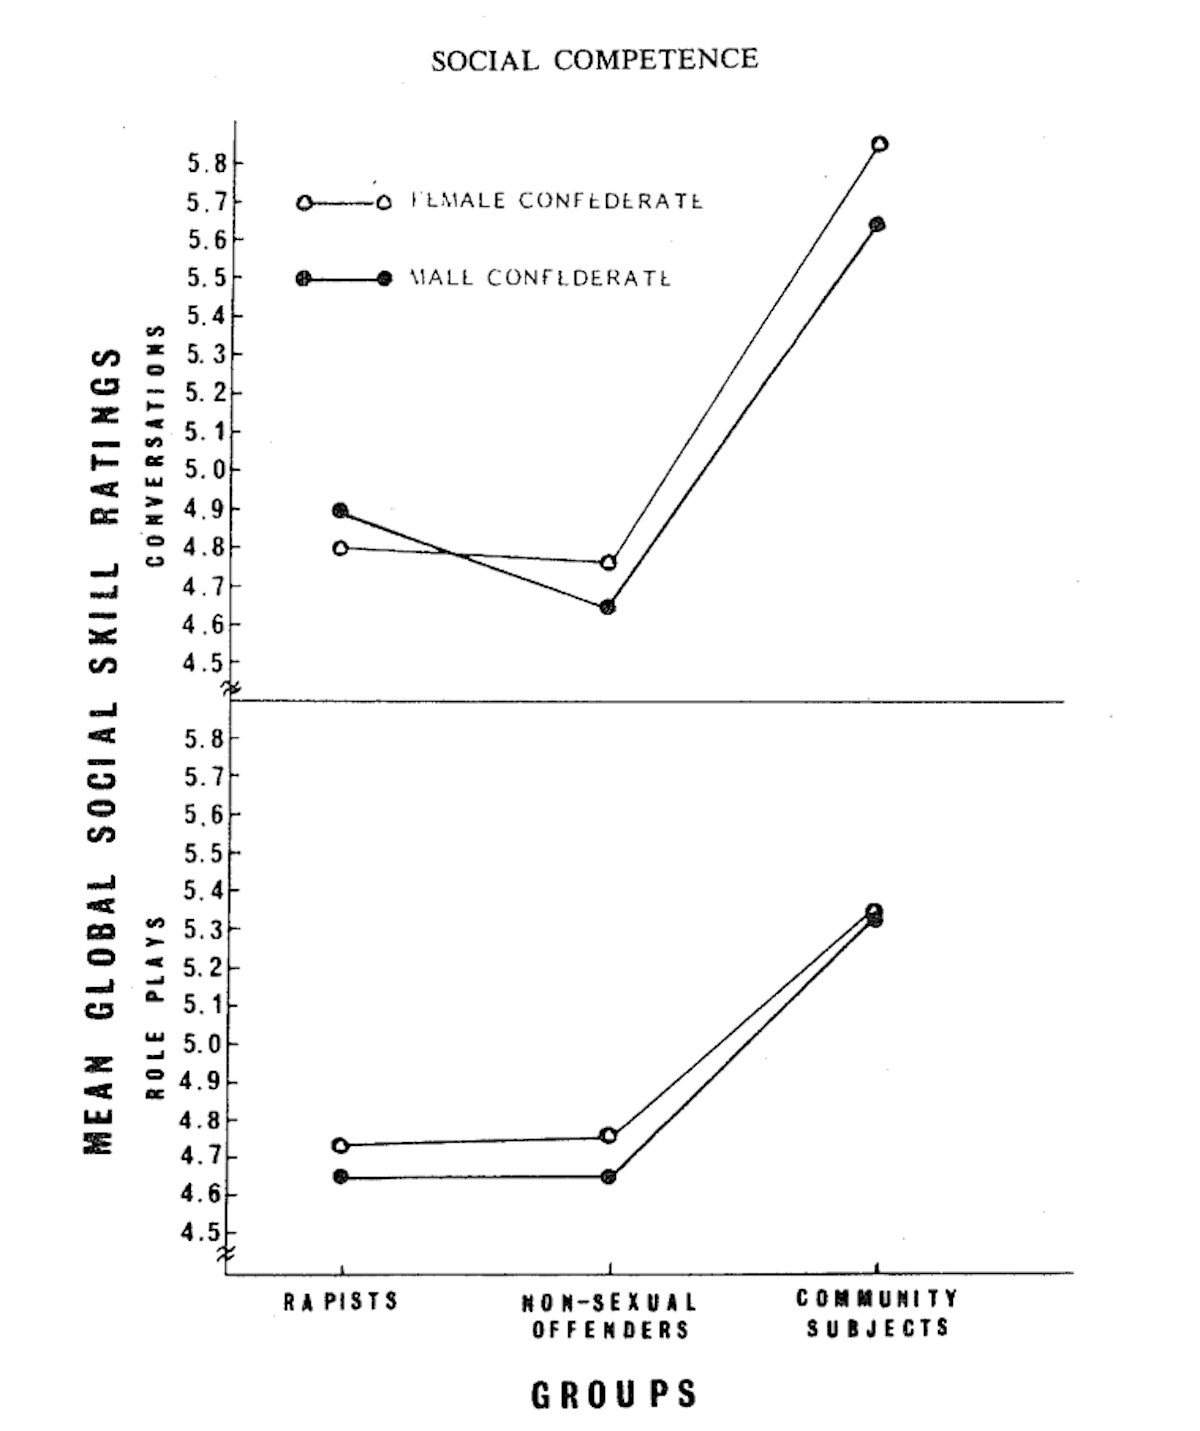 SOCIAL COMPETENCE
5.8
5.7
FEMALE CONFEDERATE
5.6
5.5
MALE CONFEDERATE
5.4
5.3
5.2
5.1
5.0
4.9
4.8
4.7
4.6
4.5
CONVERSATIONS
MEAN GLOBAL SOCIAL SKILL RATINGS
5.8
5.7
5.6
5.5
5.4
5.3
5.2
5.1
5.0
4.9
4.8
4.7
4.6
4.5
ROLE PLAYS
RAPISTS
NON-SEXUAL
OFFENDERS
COMMUNITY
SUBJECTS
GROUPS